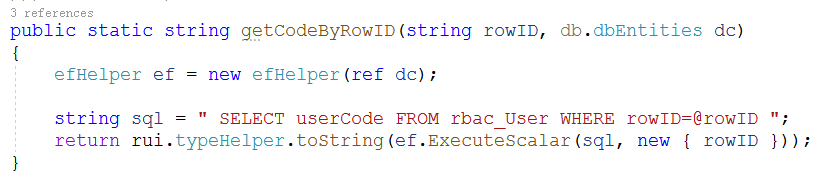 3 references
public static string getCodeByRowID(string rowID, db.dbEntities dc)
{
efHelper ef = new efHelper(ref dc);
string sql = " SELECT userCode FROM rbac_User WHERE rowID=@rowID ";
return rui.typeHelper.toString(ef.ExecuteScalar(sql, new { rowID }));
}